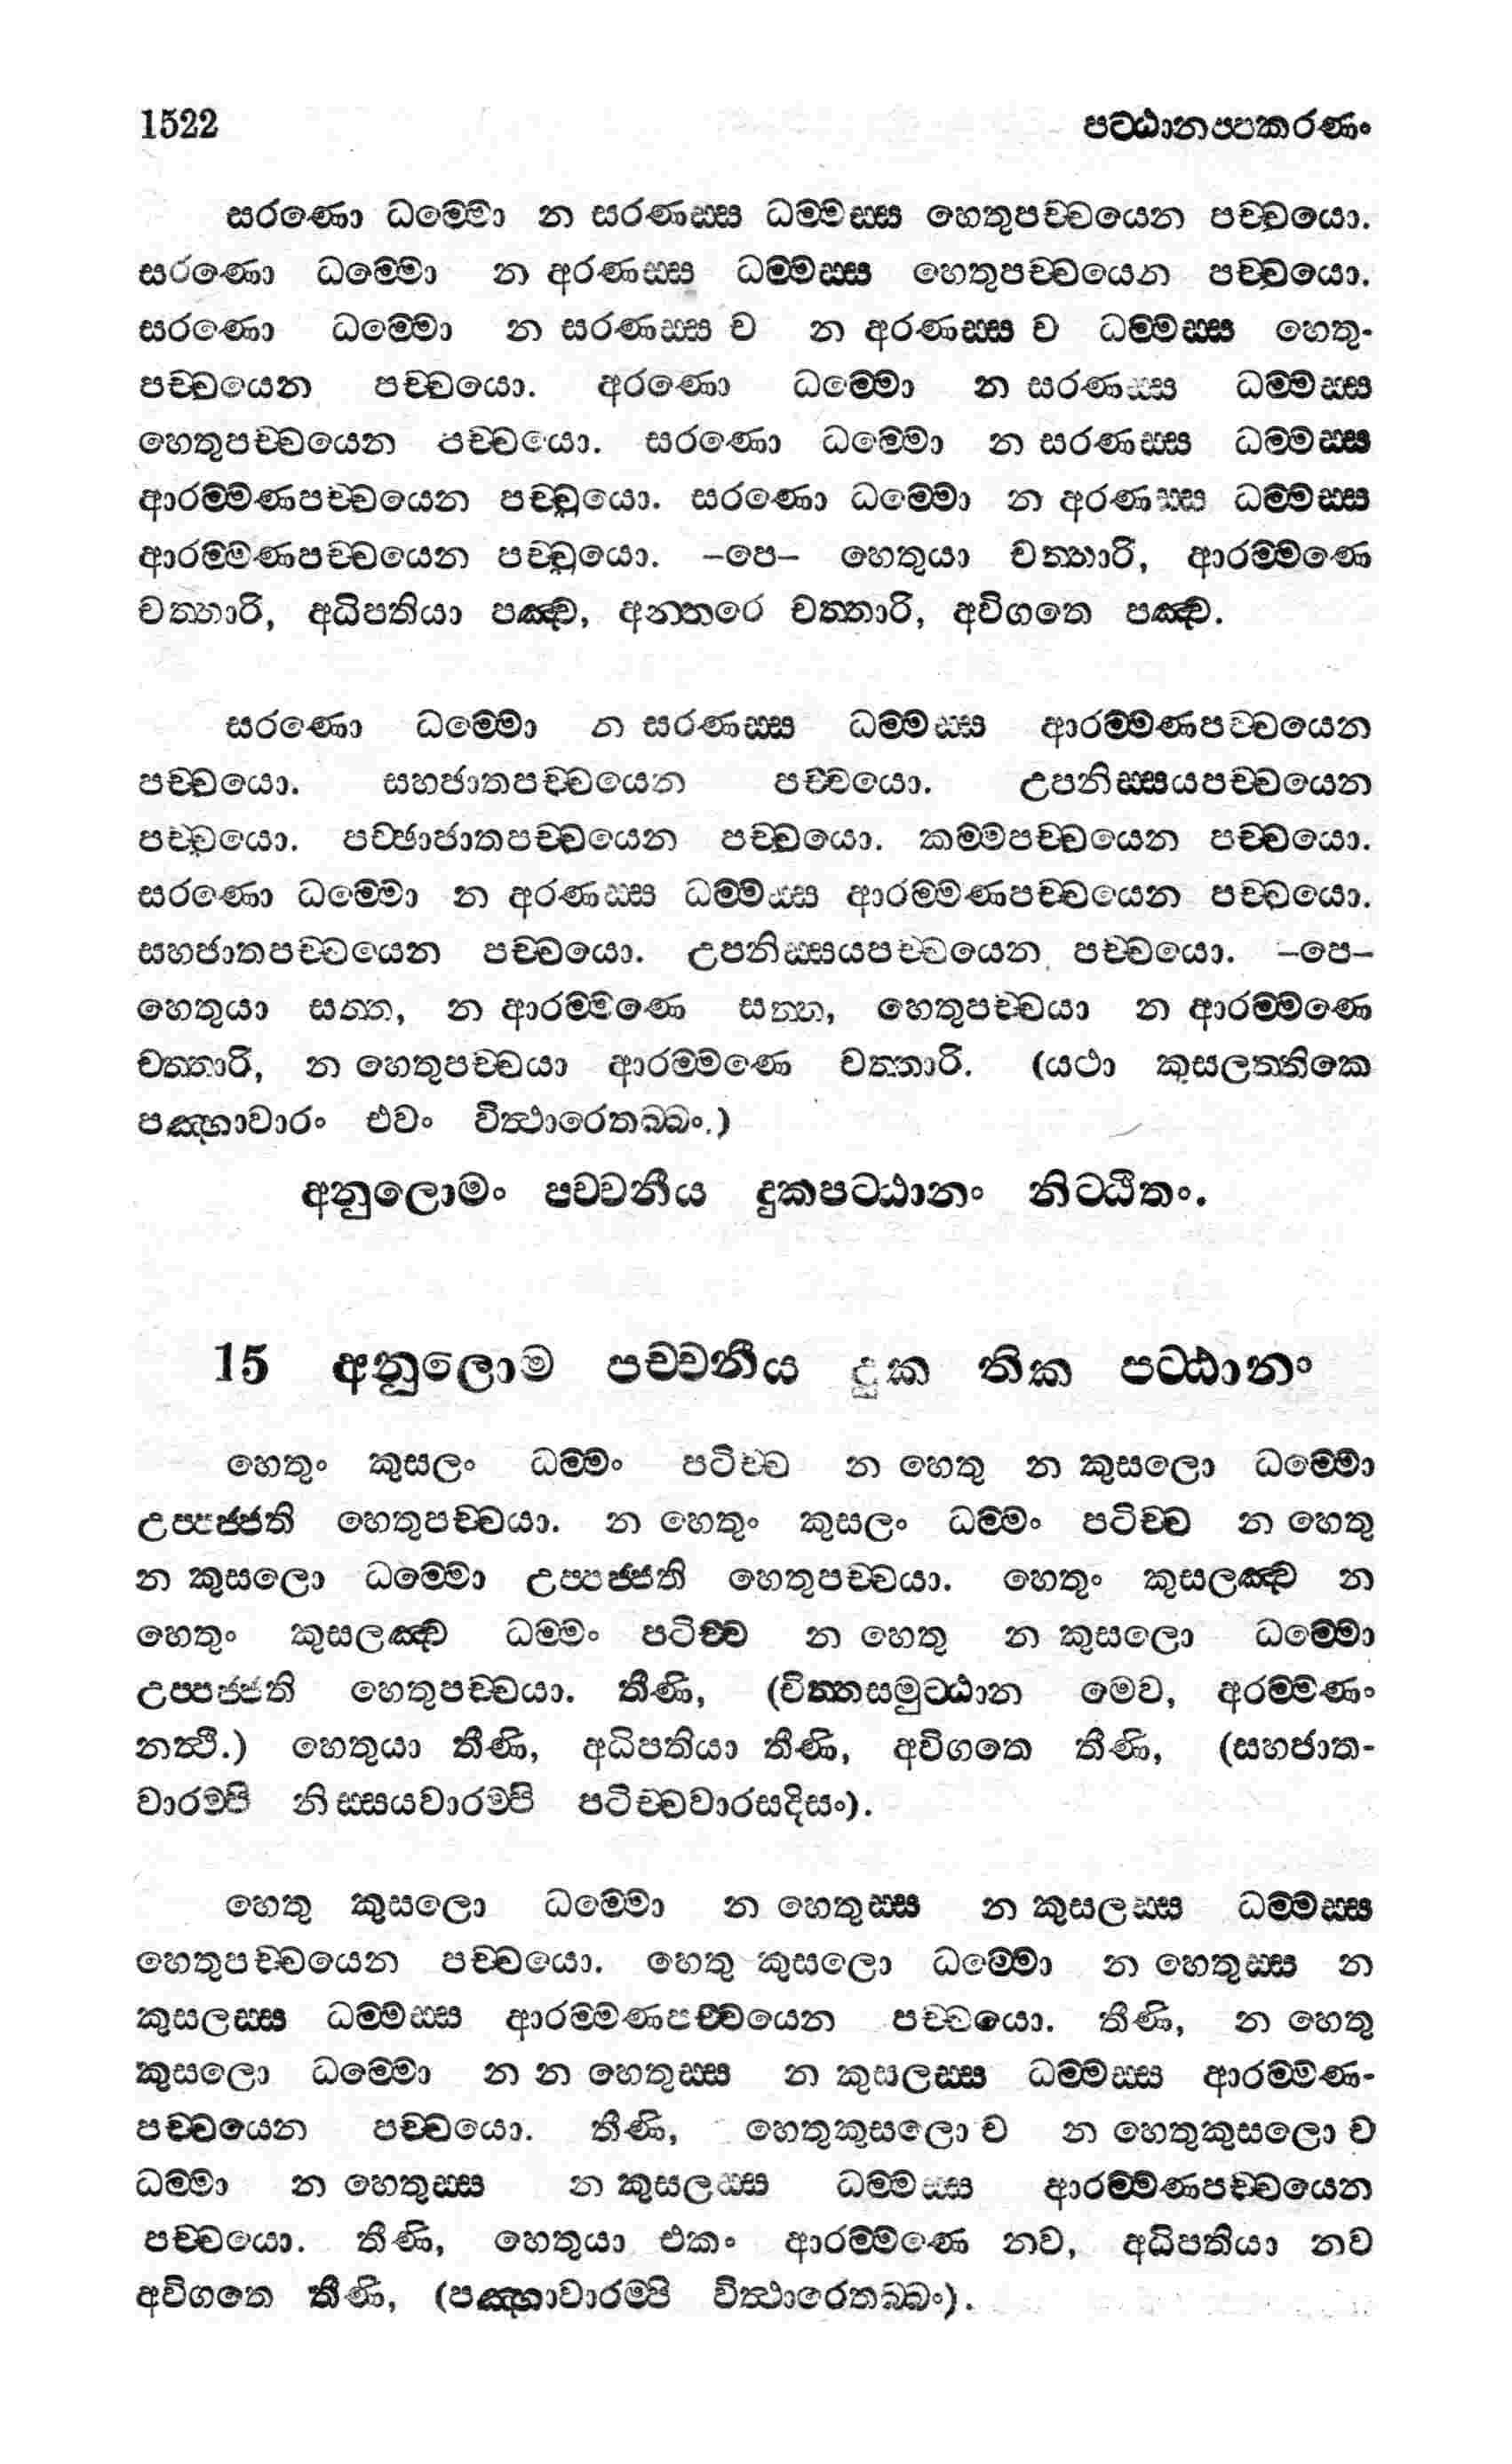 1522 පට්ඨානප්පකරණං
සරණො ධම්මො න සරණස්ස ධම්මස්ස හෙතුපච්චයෙන පච්චයො.
සරණො ධම්මො න අරණස්ස ධම්මස්ස හෙතුපච්චයෙන පච්චයො.
සරණො ධම්මො න සරණස්ස ච න අරණස්ස ච ධම්මස්ස හෙතු-
පච්චයෙන පච්චයො. අරණො ධම්මො න සරණස්ස ධම්මස්ස
හෙතුපච්චයෙන පච්චයො. සරණො ධම්මො න සරණස්ස ධම්මස්ස
ආරම්මණපච්චයෙන පච්චයො. සරණො ධම්මො න අරණස්ස ධම්මස්ස
ආරම්මණපච්චයෙන පච්චයො. –පෙ– හෙතුයා චත්තාරි, ආරම්මණෙ
චත්තාරි, අධිපතියා පඤ්ච, අනන්තරෙ චත්තාරි, අවිගතෙ පඤ්ච.
සරණො ධම්මො න සරණස්ස ධම්මස්ස ආරම්මණපච්චයෙන
පච්චයො. සහජාතපච්චයෙන පච්චයො. උපනිස්සයපච්චයෙන
පච්චයො. පච්ඡාජාතපච්චයෙන පච්චයො. කම්මපච්චයෙන පච්චයො.
සරණො ධම්මො න අරණස්ස ධම්මස්ස ආරම්මණපච්චයෙන පච්චයො.
සහජාතපච්චයෙන පච්චයො. උපනිස්සයපච්චයෙන පච්චයො. –පෙ–
හෙතුයා සත්ත, න ආරම්මණෙ සත්ත, හෙතුපච්චයා න ආරම්මණෙ
චත්තාරි, න හෙතුපච්චයා ආරම්මණෙ චත්තාරි. (යථා කුසලත්තිකෙ
පඤ්හාවාරං එවං විත්ථාරෙතබ්බං.)
අනුලොමං පච්චනීය දුකපට්ඨානං නිට්ඨිතං.
15 අනුලොම පච්චනීය දුක තික පට්ඨානං
හෙතුං කුසලං ධම්මං පටිච්ච න හෙතු න කුසලො ධම්මො
උප්පජ්ජති හෙතුපච්චයා. න හෙතුං කුසලං ධම්මං පටිච්ච න හෙතු
න කුසලො ධම්මො උප්පජ්ජති හෙතුපච්චයා. හෙතුං කුසලඤ්ච න
හෙතුං කුසලඤ්ච ධම්මං පටිච්ච න හෙතු න කුසලො ධම්මො
උප්පජ්ජති හෙතුපච්චයා. තීණි, (චිත්තසමුට්ඨාන මෙව, අරම්මණං
නත්ථි.) හෙතුයා තීණි, අධිපතියා තීණි, අවිගතෙ තීණි, (සහජාත-
වාරම්පි නිස්සයවාරම්පි පටිච්චවාරසදිසං).
හෙතු කුසලො ධම්මො න හෙතුස්ස න කුසලස්ස ධම්මස්ස
හෙතුපච්චයෙන පච්චයො. හෙතු කුසලො ධම්මො න හෙතුස්ස න
කුසලස්ස ධම්මස්ස ආරම්මණපච්චයෙන පච්චයො. තීණි, න හෙතු
කුසලො ධම්මො න න හෙතුස්ස න කුසලස්ස ධම්මස්ස ආරම්මණ-
පච්චයෙන පච්චයො. තීණි, හෙතුකුසලො ච න හෙතුකුසලො ච
ධම්මා න හෙතුස්ස න කුසලස්ස ධම්මස්ස ආරම්මණපච්චයෙන
පච්චයො. තීණි, හෙතුයා එකං ආරම්මණෙ නව, අධිපතියා නව
අවිගතෙ තීණි, (පඤ්හාවාරම්පි විත්ථාරෙතබ්බං).